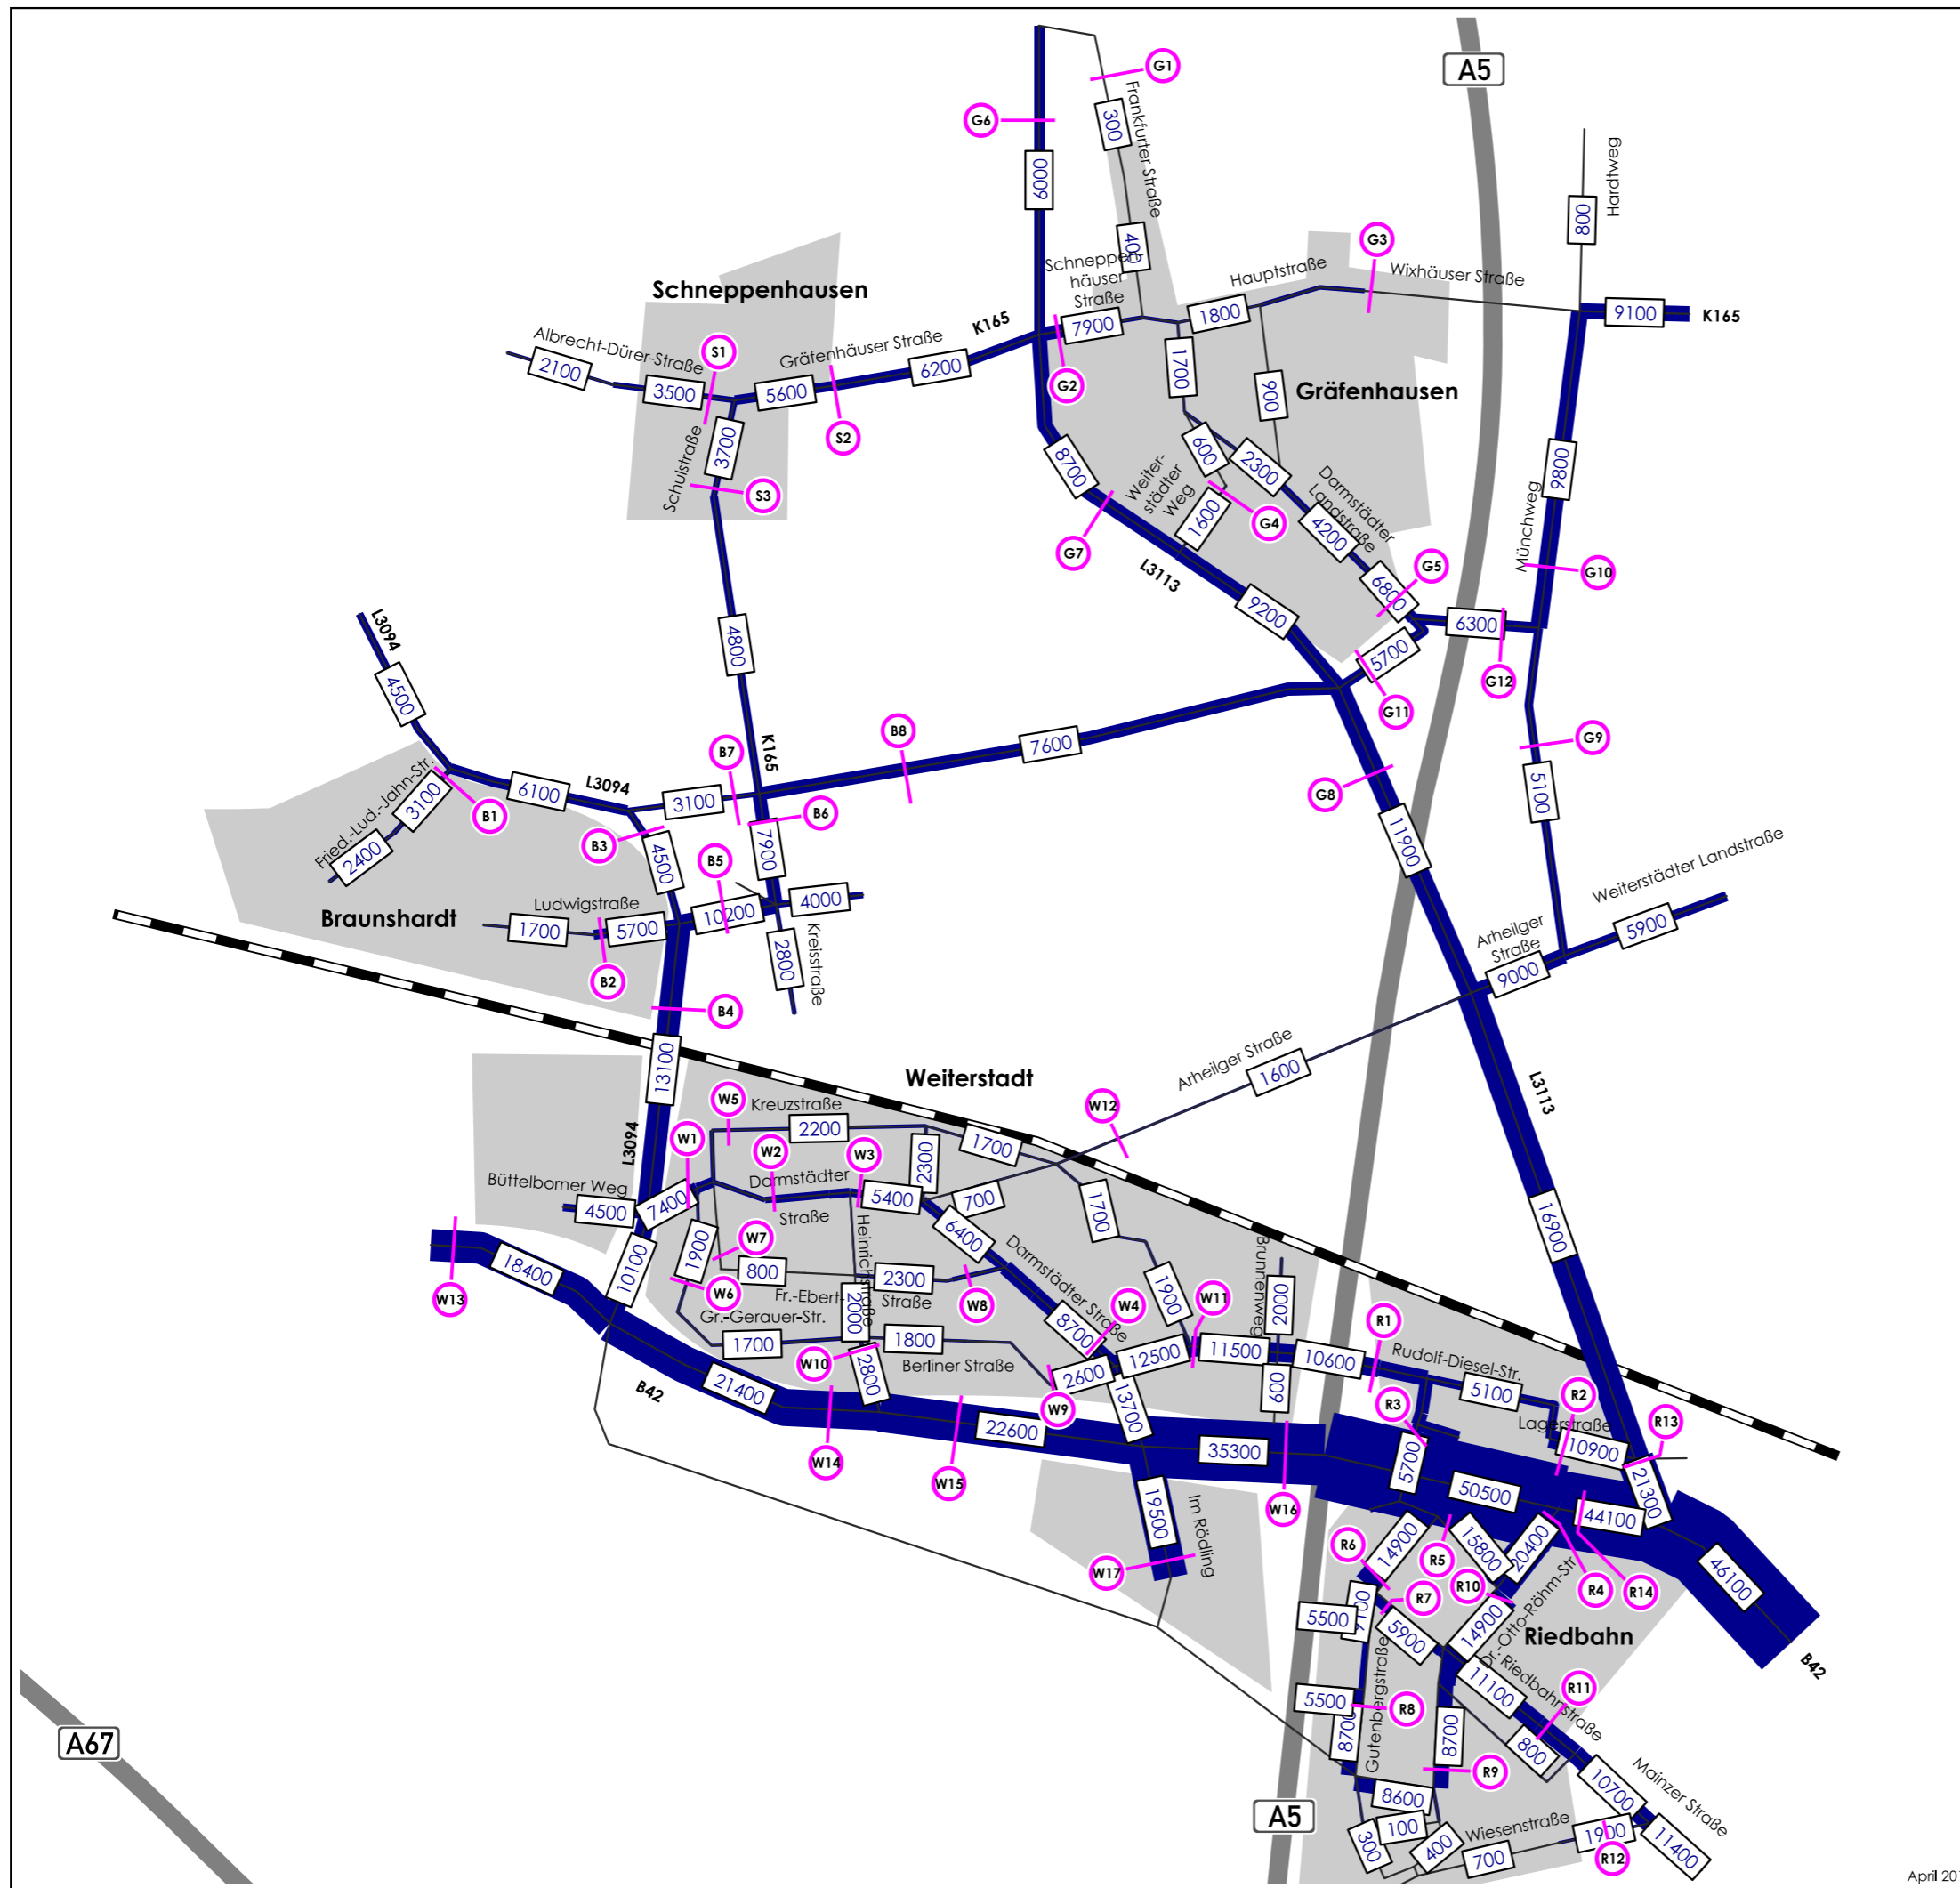 G1
A5
G6
300
Frankfurter Straße
6000
800
Hardtweg
400
G3
Schneppen-
häuser
Straße
Hauptstraße
Wixhäuser Straße
Schneppenhausen
K165
7900
1800
9100
K165
Albrecht-Dürer-Straße
S1
Gräfenhäuser Straße
2100
3500
5600
6200
G2
1700
900
Gräfenhausen
3700
S2
Schulstraße
S3
8700
Weiter-
städter
Weg
600
2300
Darmstädter
Landstraße
9800
G7
1600
G4
4200
Münchweg
L3113
G5
G10
6800
9200
6300
L3094
4800
5700
G12
4500
G11
B7
K165
B8
7600
G9
Fried.-Lud.-Jahn-Str.
6100
L3094
3100
G8
5100
3100
B1
B3
B6
11900
2400
4500
B5
7900
Weiterstädter Landstraße
Ludwigstraße
10200
4000
Arheilger
Straße
5900
Braunshardt
1700
5700
2800
Kreisstraße
9000
B2
B4
13100
Weiterstadt
Arheilger Straße
1600
L3113
W5
Kreuzstraße
W12
2200
1700
L3094
W1
W2
W3
2300
Büttelborner Weg
Darmstädter
Straße
4500
7400
5400
700
1700
16900
1900
W7
Heinrichstraße
6400
Darmstädter Straße
Brunnenweg
18400
10100
800
2300
W13
W6
Fr.-Ebert-
Straße
W8
1900
2000
Gr.-Gerauer-Str.
2000
W4
W11
1700
1800
8700
R1
Rudolf-Diesel-Str.
W10
Berliner Straße
12500
11500
10600
B42
21400
2800
2600
600
5100
R2
W9
13700
R3
Lagerstraße
R13
22600
35300
5700
10900
W14
W15
W16
50500
21300
19500
Im Rödling
44100
R6
14900
15800
20400
R5
46100
W17
R7
R10
R4
R14
5500
9100
5900
14900
Dr.-Otto-Röhm-Str.
Riedbahn
B42
Gutenbergstraße
11100
Riedbahnstraße
R11
5500
R8
8700
8700
800
A67
R9
10700
Mainzer Straße
A5
8600
100
Wiesenstraße
1900
11400
300
400
700
R12
April 201